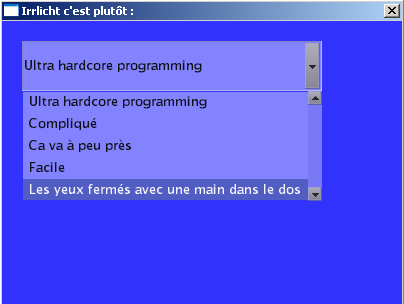 Irrlicht c'est plutôt :
Ultra hardcore programming
Ultra hardcore programming
Compliqué
Ca va à peu près
Facile
Les yeux fermés avec une main dans le dos